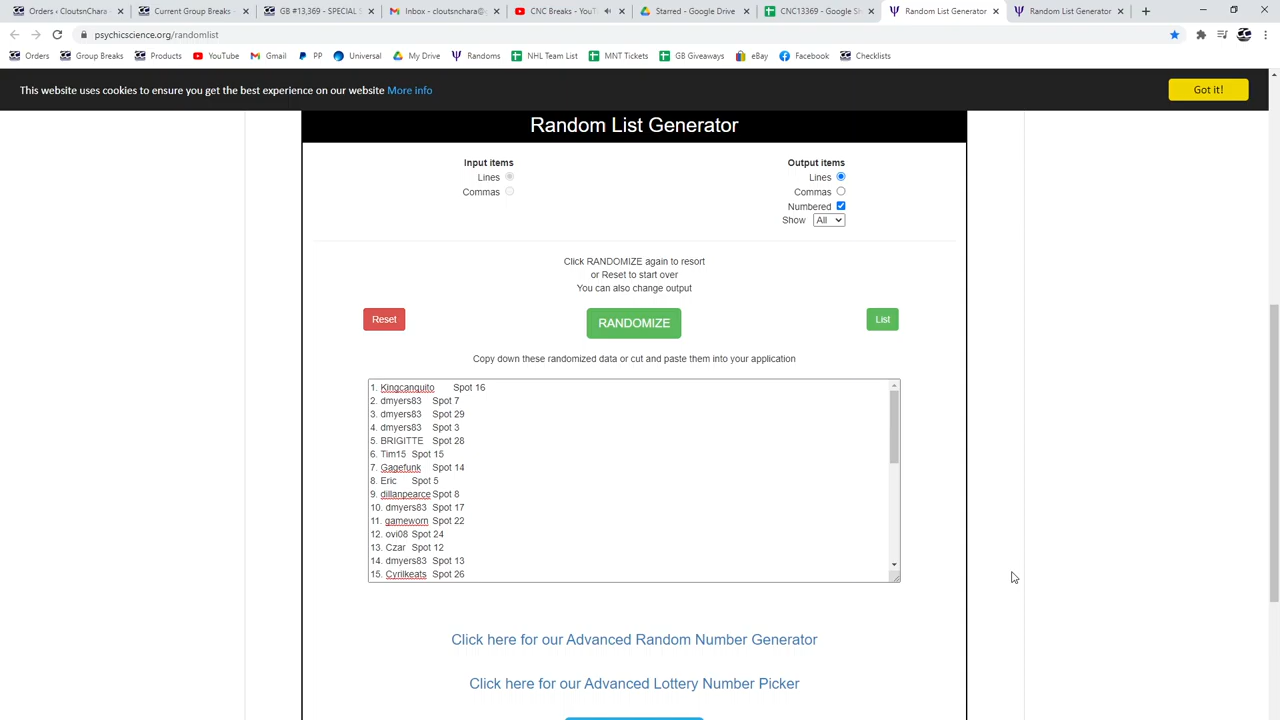 Orders ‹ CloutsnChara
Current Group Breaks -
GB #13,369 - SPECIAL S
Inbox - cloutsnchara@g
CNC Breaks - YouT
Starred - Google Drive
CNC13369 - Google Sh
Random List Generator
Random List Generator
psychicscience.org/randomlist
Orders
Group Breaks
Products
YouTube
Gmail
PP
Universal
My Drive
Randoms
NHL Team List
MNT Tickets
GB Giveaways
eBay
Facebook
Checklists
This website uses cookies to ensure you get the best experience on our website More info
Got it!
Random List Generator
Input items
Lines
Commas
Output items
Lines
Commas
Numbered
Show All
Click RANDOMIZE again to resort
or Reset to start over
You can also change output
Reset
RANDOMIZE
List
Copy down these randomized data or cut and paste them into your application
1. Kingcanguito Spot 16
2. dmyers83 Spot 7
3. dmyers83 Spot 29
4. dmyers83 Spot 3
5. BRIGITTE Spot 28
6. Tim15 Spot 15
7. Gagefunk Spot 14
8. Eric Spot 5
9. dillanpearce Spot 8
10. dmyers83 Spot 17
11. gameworn Spot 22
12. ovi08 Spot 24
13. Czar Spot 12
14. dmyers83 Spot 13
15. Cyrilkeats Spot 26
Click here for our Advanced Random Number Generator
Click here for our Advanced Lottery Number Picker